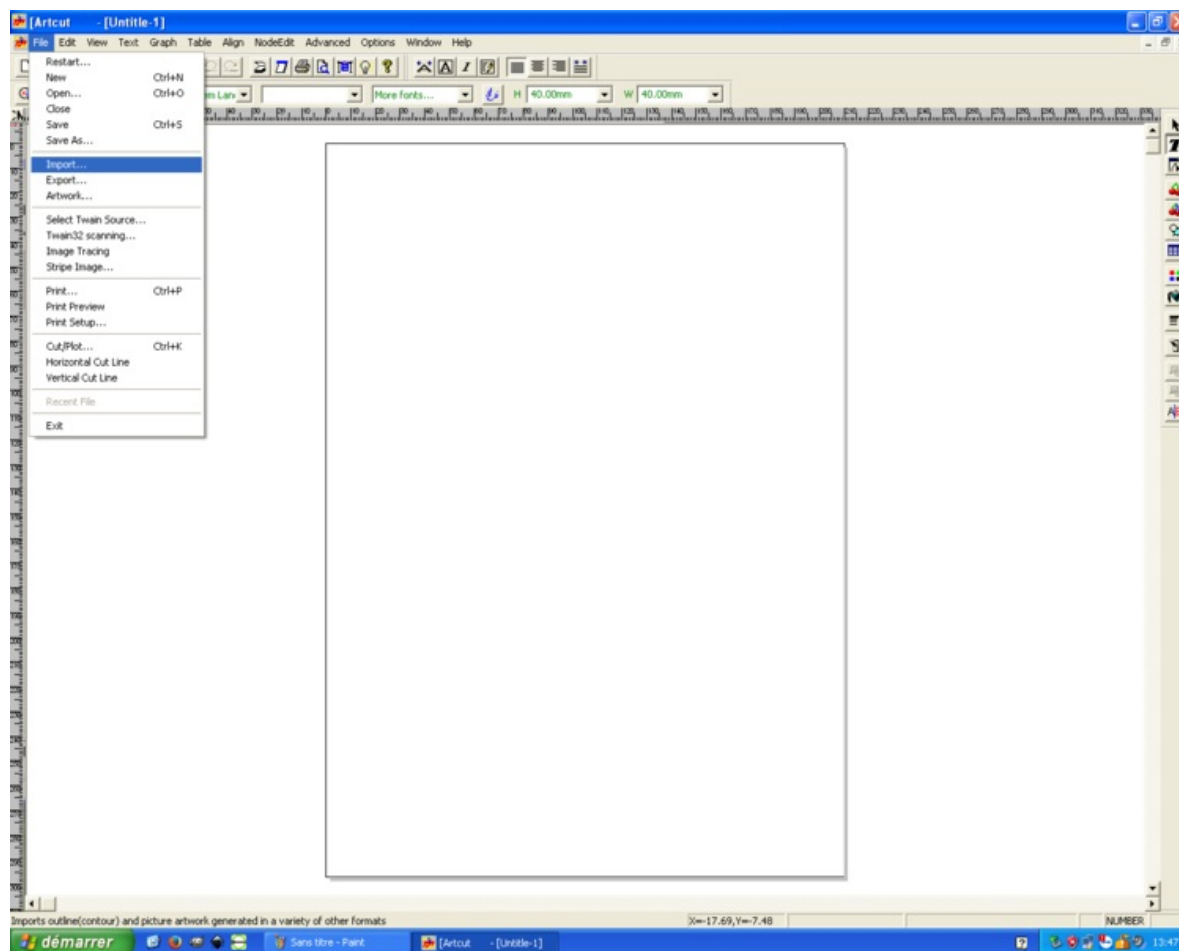 [Artcut - [Untitle-1]
File Edit View Text Graph Table Align NodeEdit Advanced Options Window Help
More fonts... H 40.00mm W 40.00mm
Restart...
New Ctrl+N
Open... Ctrl+O
Close
Save Ctrl+S
Save As...
Import...
Export...
Artwork...
Select Twain Source...
Twain32 scanning...
Image Tracing
Stripe Image...
Print... Ctrl+P
Print Preview
Print Setup...
Cut/Plot... Ctrl+K
Horizontal Cut Line
Vertical Cut Line
Recent File
Exit
Imports outline(contour) and picture artwork generated in a variety of other formats X=-17.69,Y=-7.48 NUMBER
démarrer Sans titre - Paint [Artcut - [Untitle-1] 13:47